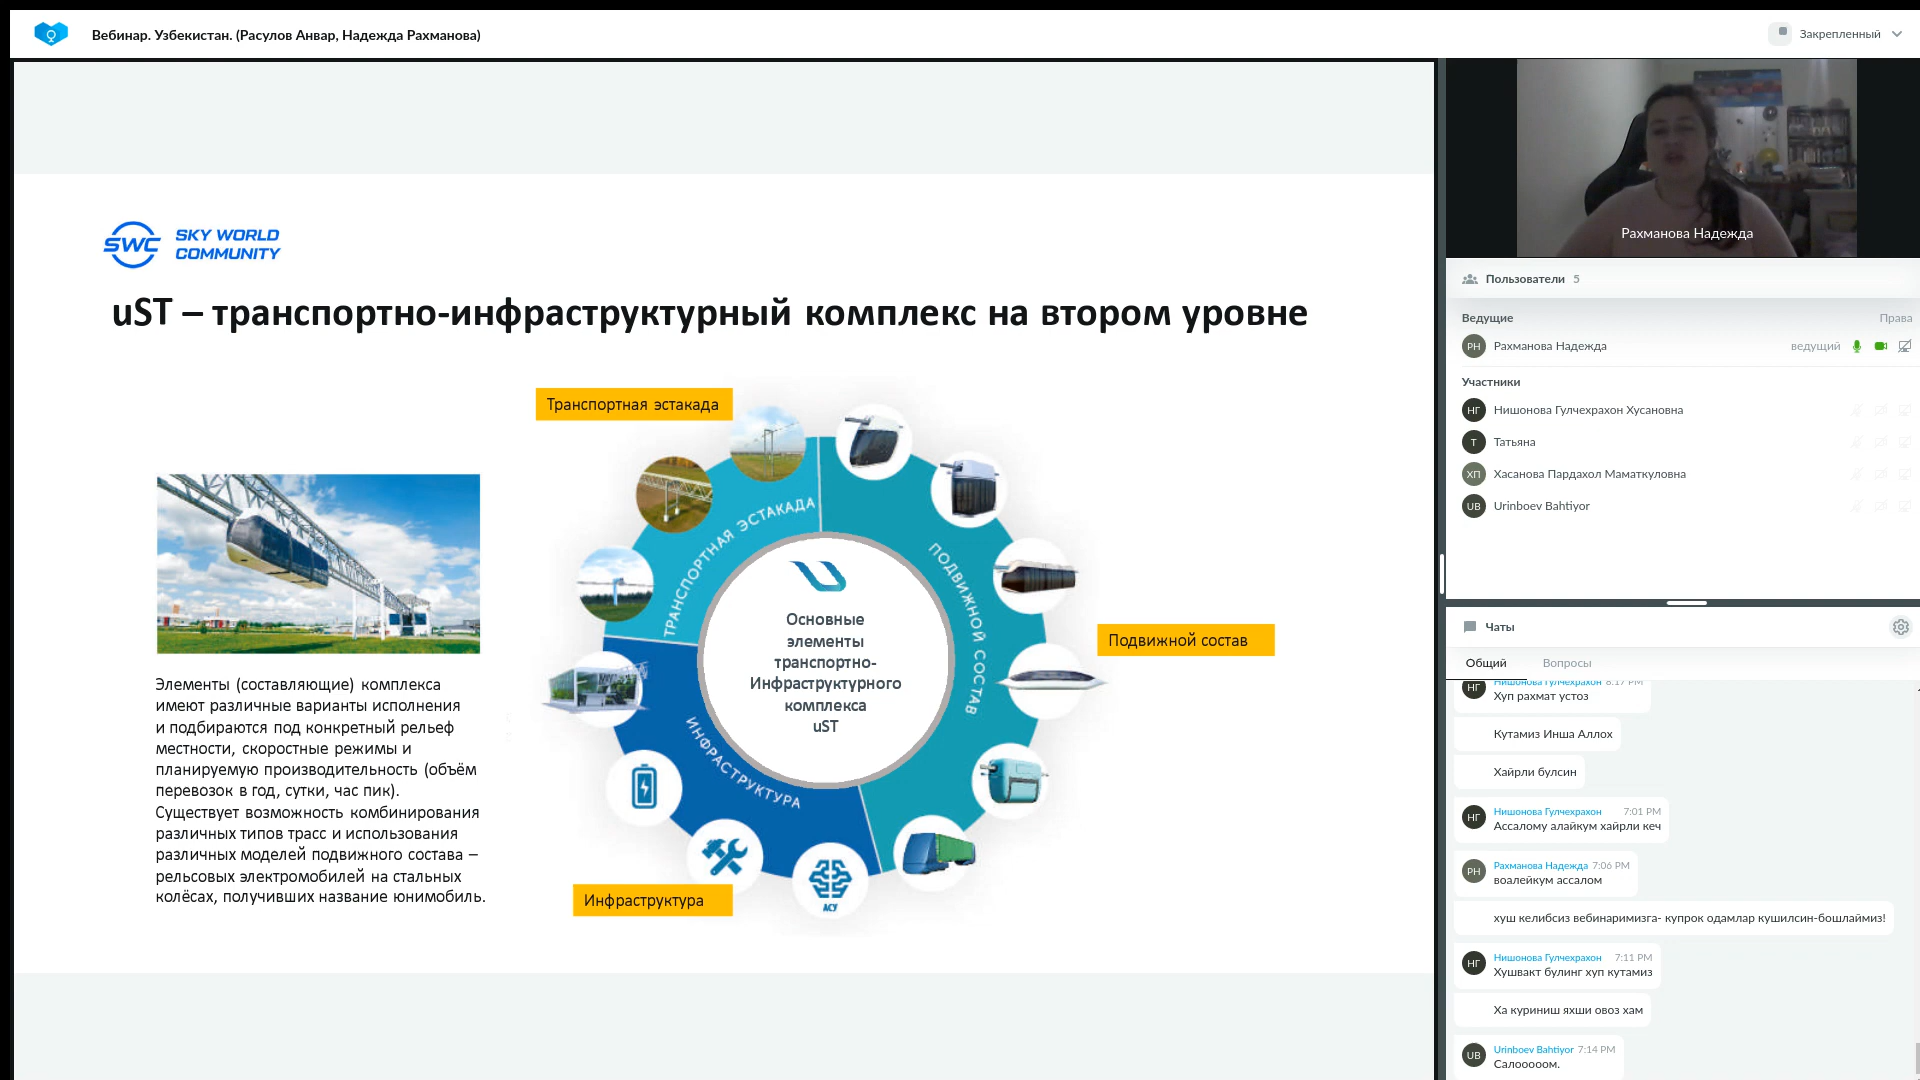 Вебинар. Узбекистан. (Расулов Анвар, Надежда Рахманова)
Закрепленный
SWC SKY WORLD
COMMUNITY
uST – транспортно-инфраструктурный комплекс на втором уровне
Транспортная эстакада
ТРАНСПОРТНАЯ ЭСТАКАДА
ПОДВИЖНОЙ СОСТАВ
ИНФРАСТРУКТУРА
Основные
элементы
транспортно-
Инфраструктурного
комплекса
uST
Подвижной состав
АСУ
Инфраструктура
Элементы (составляющие) комплекса
имеют различные варианты исполнения
и подбираются под конкретный рельеф
местности, скоростные режимы и
планируемую производительность (объём
перевозок в год, сутки, час пик).
Существует возможность комбинирования
различных типов трасс и использования
различных моделей подвижного состава –
рельсовых электромобилей на стальных
колёсах, получивших название юнимобиль.
Рахманова Надежда
Пользователи 5
Ведущие Права
РН Рахманова Надежда ведущий
Участники
НГ Нишонова Гулчехрахон Хусановна
Т Татьяна
ХП Хасанова Пардахол Маматкуловна
UB Urinboev Bahtiyor
Чаты
Общий Вопросы
НГ Нишонова Гулчехрахон 6:17 PM
Хуп рахмат устоз
Кутамиз Инша Аллох
Хайрли булсин
НГ Нишонова Гулчехрахон 7:01 PM
Ассалому алайкум хайрли кеч
РН Рахманова Надежда 7:06 PM
воалейкум ассалом
хуш келибсиз вебинаримизга- купрок одамлар кушилсин-бошлаймиз!
НГ Нишонова Гулчехрахон 7:11 PM
Хушвакт булинг хуп кутамиз
Ха куриниш яхши овоз хам
UB Urinboev Bahtiyor 7:14 PM
Салооооом.